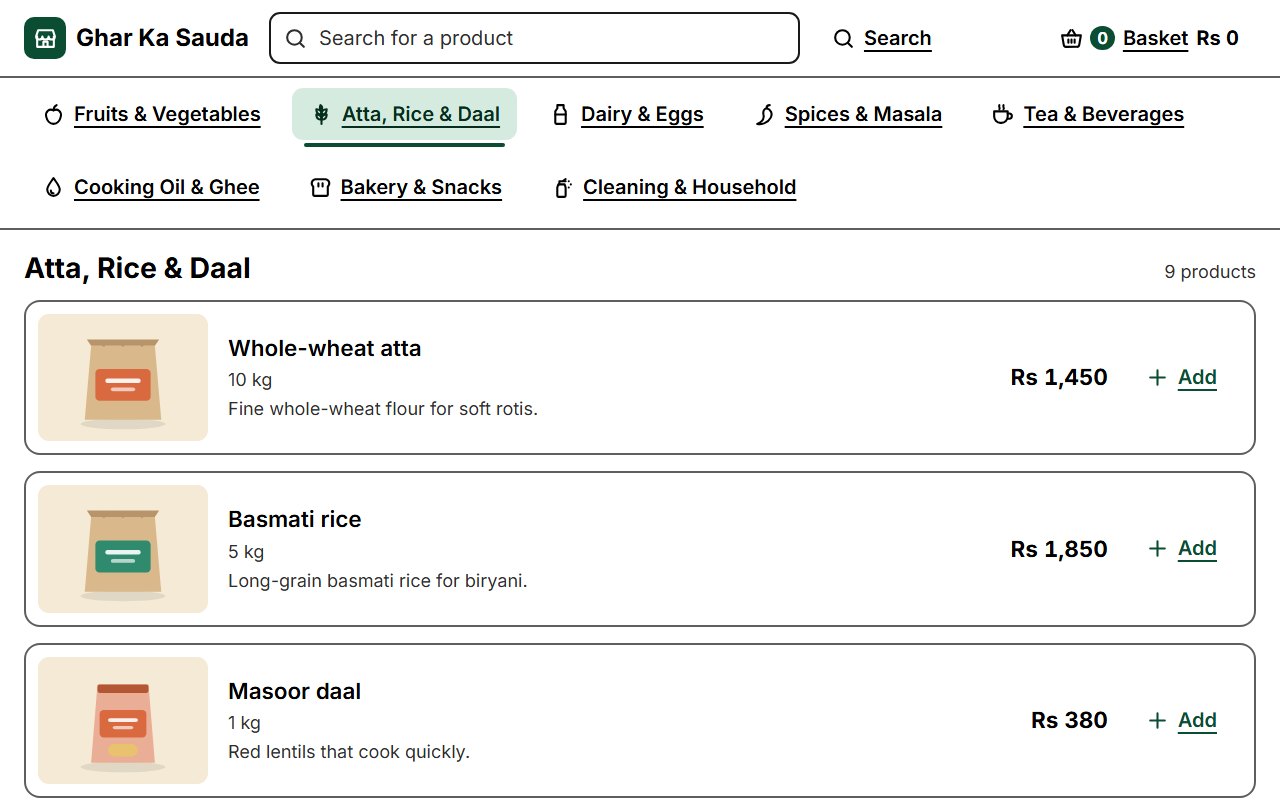 Ghar Ka Sauda
Search for a product
Search
0 Basket Rs 0
Fruits & Vegetables
Atta, Rice & Daal
Dairy & Eggs
Spices & Masala
Tea & Beverages
Cooking Oil & Ghee
Bakery & Snacks
Cleaning & Household
Atta, Rice & Daal
9 products
Whole-wheat atta
10 kg
Fine whole-wheat flour for soft rotis.
Rs 1,450
Add
Basmati rice
5 kg
Long-grain basmati rice for biryani.
Rs 1,850
Add
Masoor daal
1 kg
Red lentils that cook quickly.
Rs 380
Add